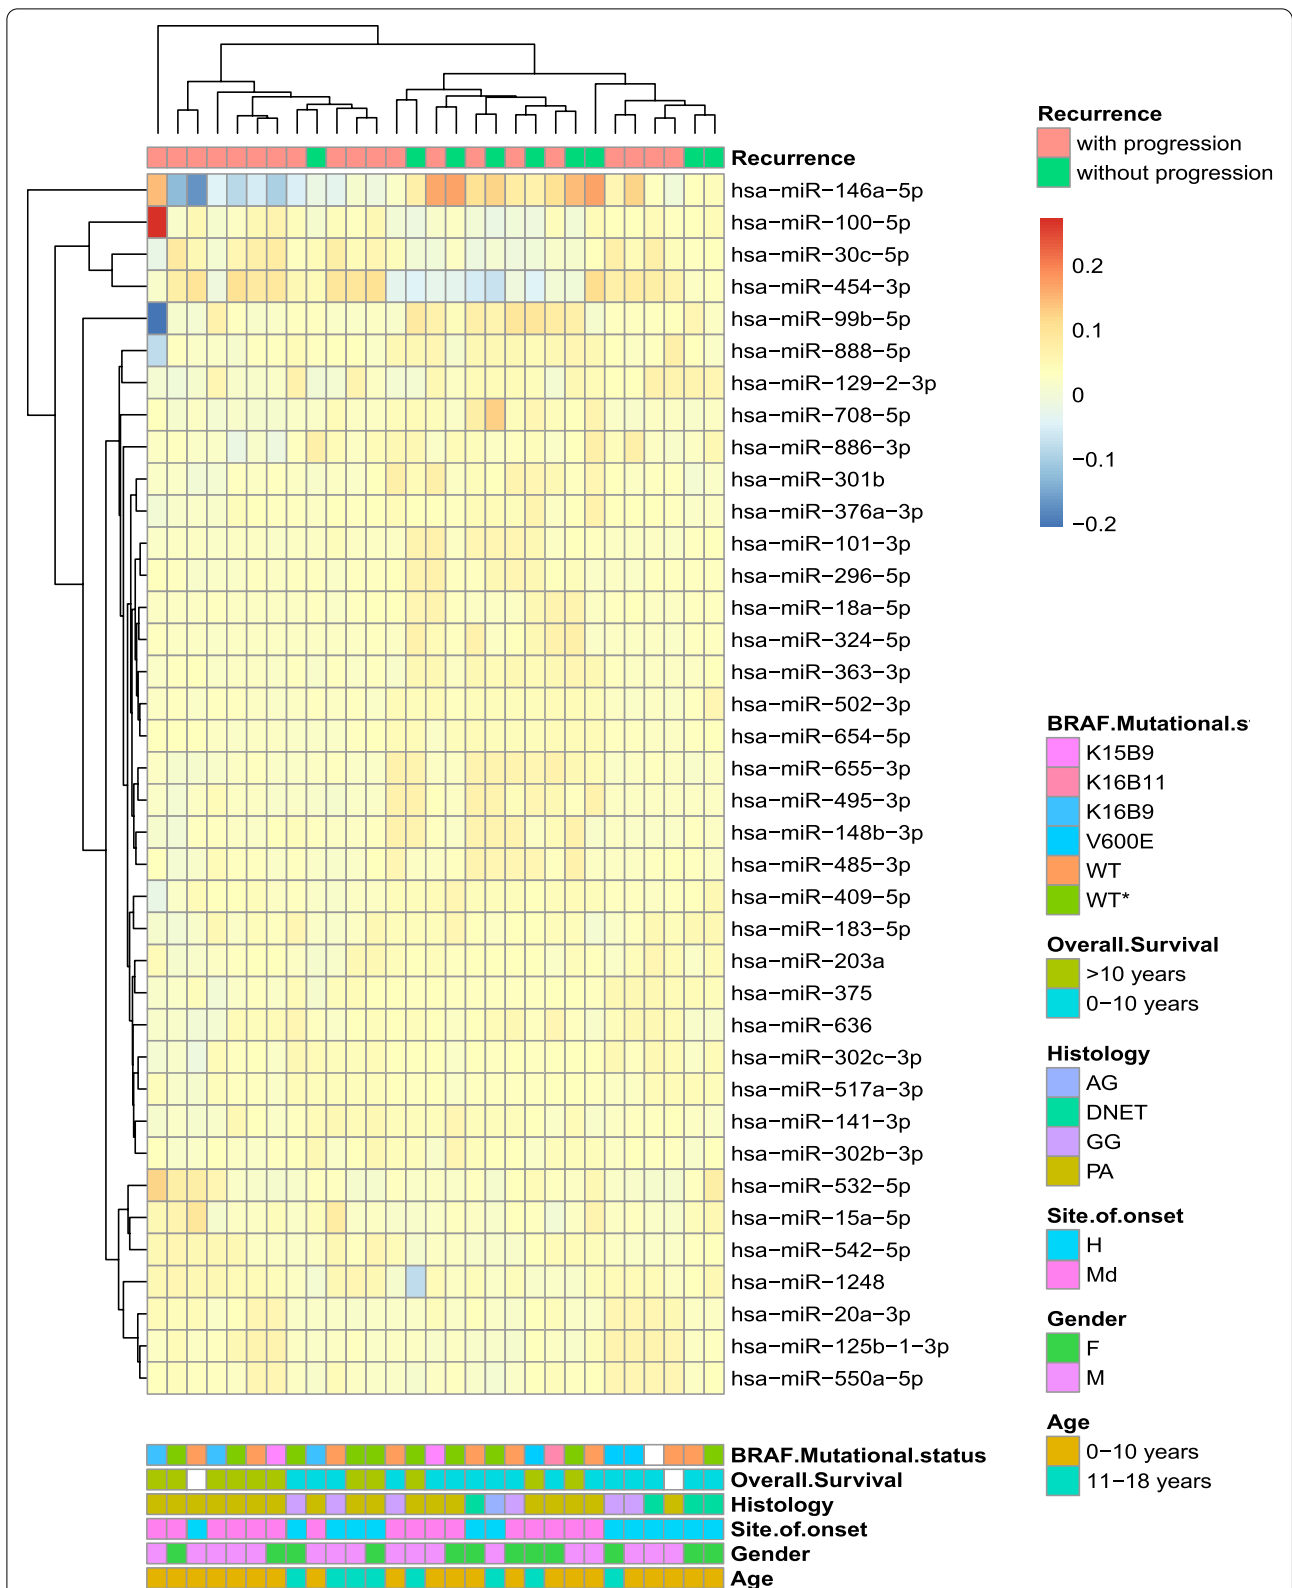 Recurrence
hsa−miR−146a−5p
hsa−miR−100−5p
hsa−miR−30c−5p
hsa−miR−454−3p
hsa−miR−99b−5p
hsa−miR−888−5p
hsa−miR−129−2−3p
hsa−miR−708−5p
hsa−miR−886−3p
hsa−miR−301b
hsa−miR−376a−3p
hsa−miR−101−3p
hsa−miR−296−5p
hsa−miR−18a−5p
hsa−miR−324−5p
hsa−miR−363−3p
hsa−miR−502−3p
hsa−miR−654−5p
hsa−miR−655−3p
hsa−miR−495−3p
hsa−miR−148b−3p
hsa−miR−485−3p
hsa−miR−409−5p
hsa−miR−183−5p
hsa−miR−203a
hsa−miR−375
hsa−miR−636
hsa−miR−302c−3p
hsa−miR−517a−3p
hsa−miR−141−3p
hsa−miR−302b−3p
hsa−miR−532−5p
hsa−miR−15a−5p
hsa−miR−542−5p
hsa−miR−1248
hsa−miR−20a−3p
hsa−miR−125b−1−3p
hsa−miR−550a−5p
BRAF.Mutational.status
Overall.Survival
Histology
Site.of.onset
Gender
Age
Recurrence
with progression
without progression
0.2
0.1
0
−0.1
−0.2
BRAF.Mutational.s
K15B9
K16B11
K16B9
V600E
WT
WT*
Overall.Survival
>10 years
0−10 years
Histology
AG
DNET
GG
PA
Site.of.onset
H
Md
Gender
F
M
Age
0−10 years
11−18 years